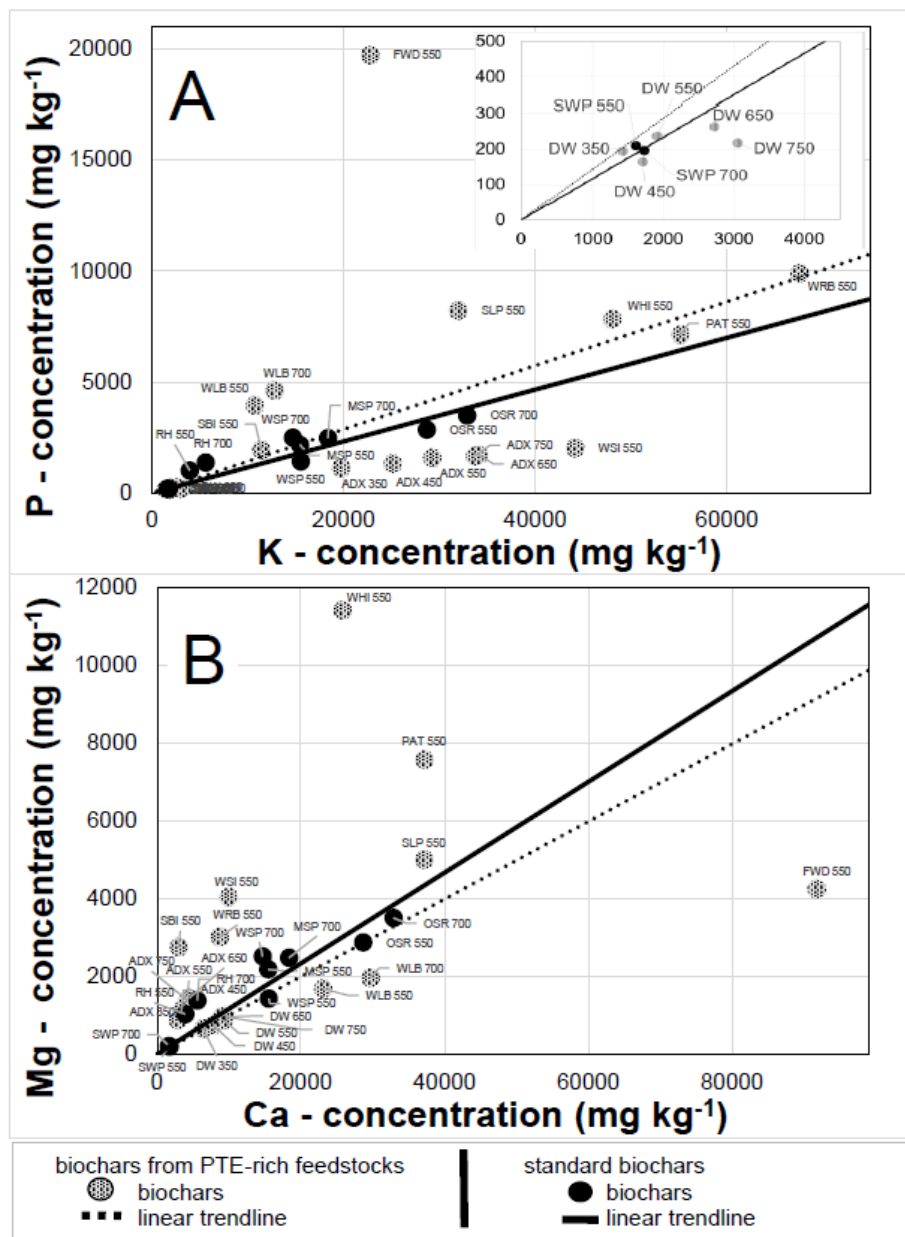 A
P - concentration (mg kg-1)
20000
15000
10000
5000
0
FWD 550
SLP 550
WHI 550
WRB 550
PAT 550
WLB 700
WLB 550
SBI 550
WSP 700
MSP 700
OSR 700
OSR 550
RH 550
RH 700
MSP 550
WSP 550
ADX 350
ADX 450
ADX 550
ADX 750
ADX 650
WSI 550
500
400
300
200
100
0
DW 550
SWP 550
DW 650
DW 350
DW 750
SWP 700
DW 450
0 1000 2000 3000 4000
0 20000 40000 60000
K - concentration (mg kg-1)
B
Mg - concentration (mg kg-1)
12000
10000
8000
6000
4000
2000
0
WHI 550
PAT 550
SLP 550
FWD 550
WSI 550
WRB 550
SBI 550
WSP 700
MSP 700
OSR 700
OSR 550
ADX 750
ADX 550
ADX 650
MSP 550
WLB 700
RH 550
RH 700
ADX 450
WLB 550
ADX 350
WSP 550
DW 650
DW 750
SWP 700
DW 550
DW 450
SWP 550
DW 350
0 20000 40000 60000 80000
Ca - concentration (mg kg-1)
biochars from PTE-rich feedstocks
biochars
linear trendline
standard biochars
biochars
linear trendline